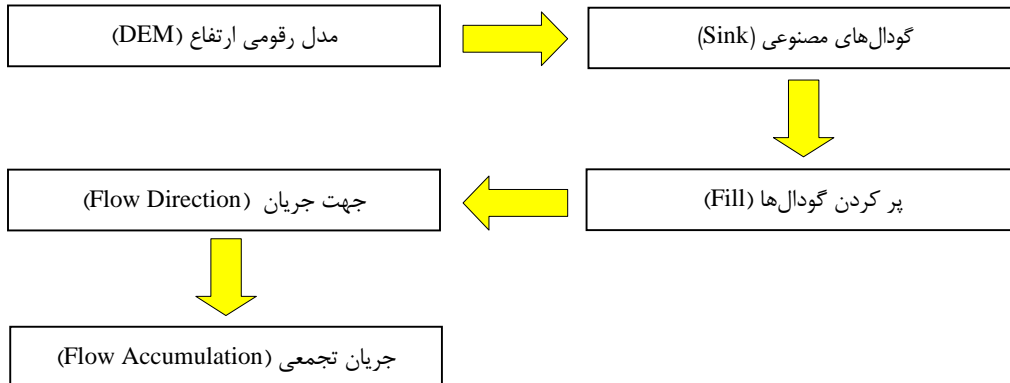 مدل رقومی ارتفاع (DEM)
گودال‌های مصنوعی (Sink)
پر کردن گودال‌ها (Fill)
جهت جریان (Flow Direction)
جریان تجمعی (Flow Accumulation)